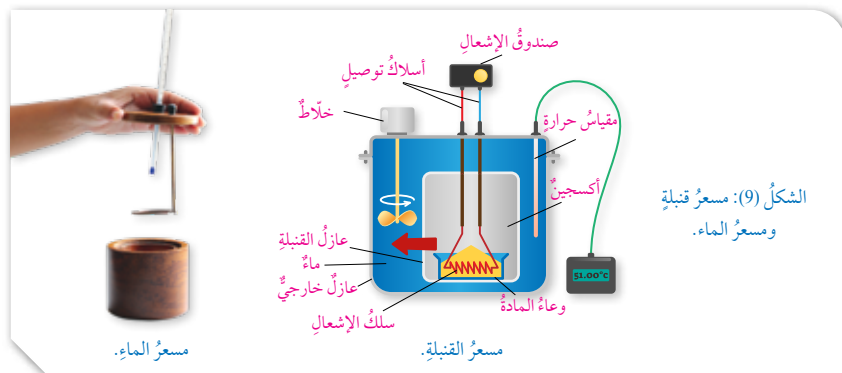 صندوقُ الإشعالِ
أسلاكُ توصيلٍ
خلّاطٌ
مقياسُ حرارةٍ
أكسجينٌ
الشكلُ (9): مسعرُ قنبلةٍ
ومسعرُ الماء.
عازلُ القنبلةِ
ماءٌ
عازلٌ خارجيٌّ
51.00°c
وعاءُ المادةُ
سلكُ الإشعالِ
مسعرُ القنبلةِ.
مسعرُ الماءِ.